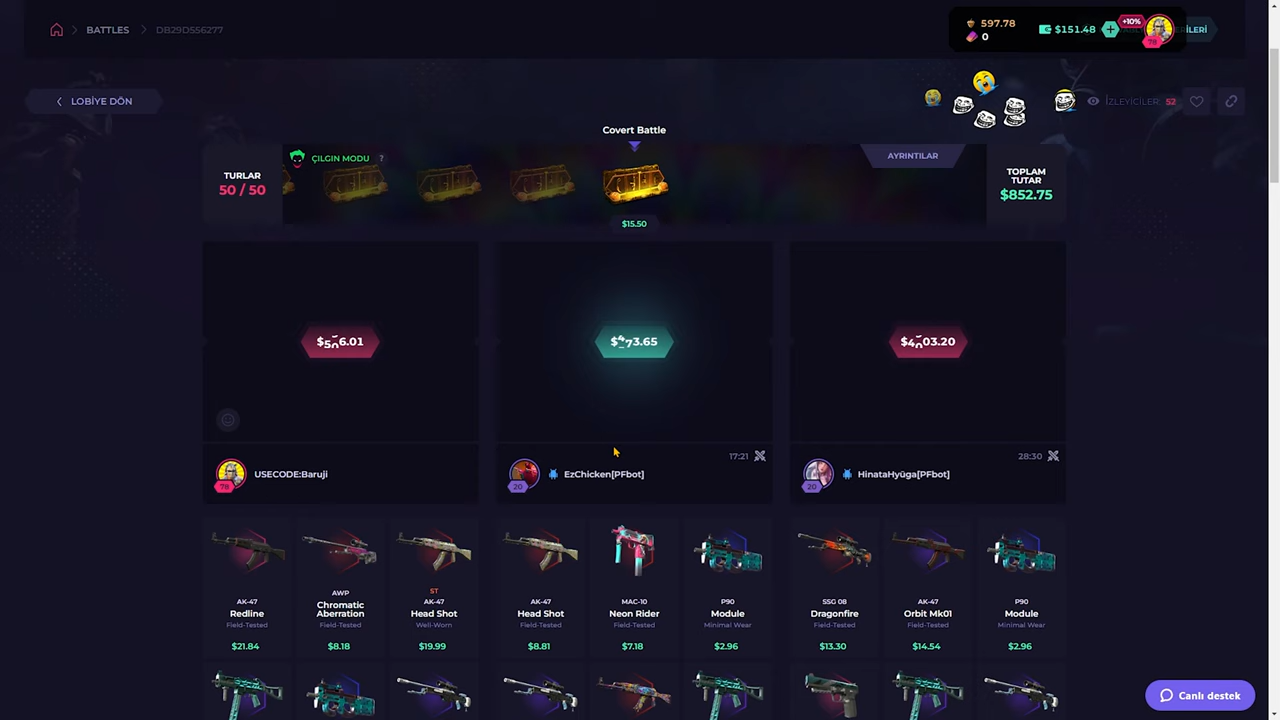 BATTLES
DB29D556277
597.78
0
$151.48
+10%
78
İLERİ
LOBİYE DÖN
İZLEYİCİLER 52
Covert Battle
TURLAR
50 / 50
ÇILGIN MODU ?
AYRINTILAR
TOPLAM
TUTAR
$852.75
$15.50
USECODE:Baruji
78
17:21
EzChicken[PFbot]
20
28:30
HinataHyūga[PFbot]
20
AK-47
Redline
Field-Tested
$21.84
AWP
Chromatic
Aberration
Field-Tested
$8.18
ST
AK-47
Head Shot
Well-Worn
$19.99
AK-47
Head Shot
Field-Tested
$8.81
MAC-10
Neon Rider
Field-Tested
$7.18
P90
Module
Minimal Wear
$2.96
SSG 08
Dragonfire
Field-Tested
$13.30
AK-47
Orbit Mk01
Field-Tested
$14.54
P90
Module
Minimal Wear
$2.96
Canlı destek